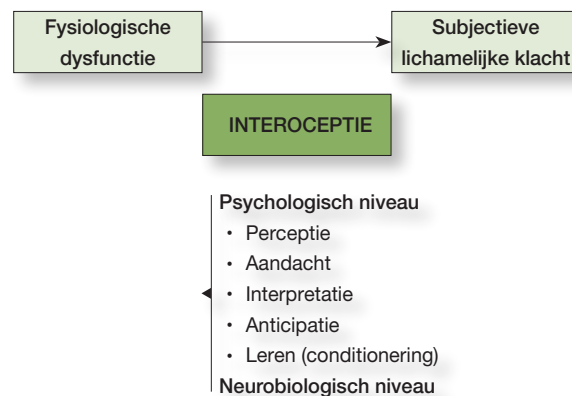 Fysiologische
dysfunctie
Subjectieve
lichamelijke klacht
INTEROCEPTIE
Psychologisch niveau
• Perceptie
• Aandacht
• Interpretatie
• Anticipatie
• Leren (conditionering)
Neurobiologisch niveau